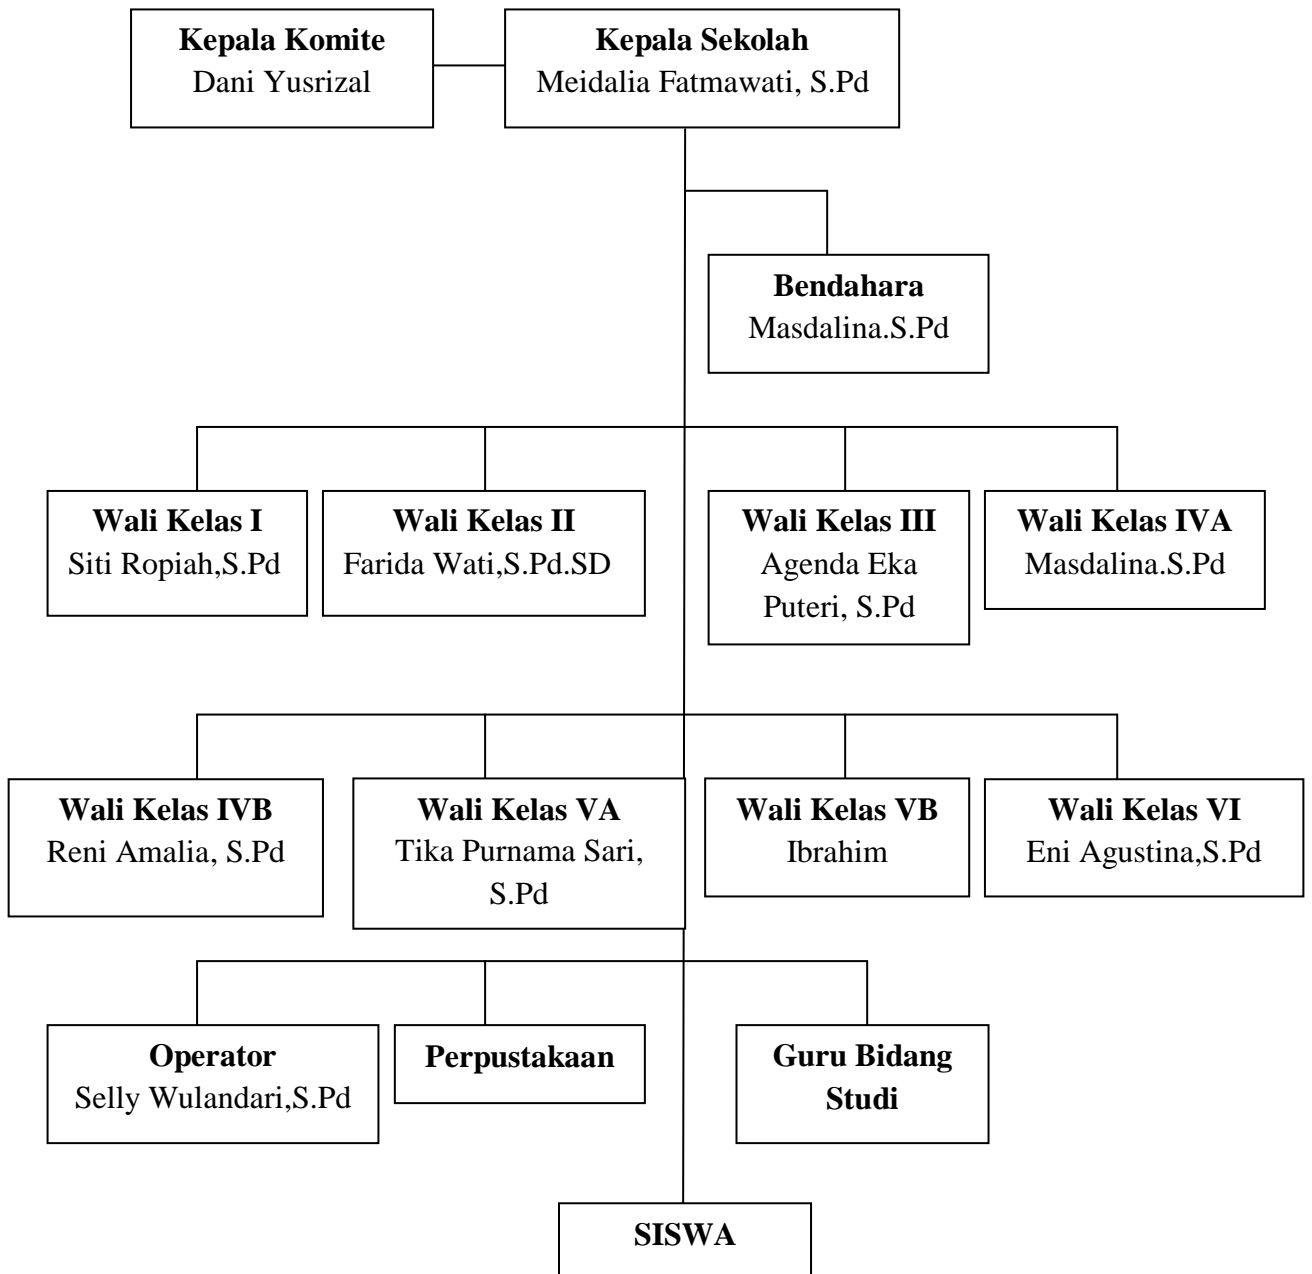 Kepala Komite
Dani Yusrizal
Kepala Sekolah
Meidalia Fatmawati, S.Pd
Bendahara
Masdalina.S.Pd
Wali Kelas I
Siti Ropiah,S.Pd
Wali Kelas II
Farida Wati,S.Pd.SD
Wali Kelas III
Agenda Eka
Puteri, S.Pd
Wali Kelas IVA
Masdalina.S.Pd
Wali Kelas IVB
Reni Amalia, S.Pd
Wali Kelas VA
Tika Purnama Sari,
S.Pd
Wali Kelas VB
Ibrahim
Wali Kelas VI
Eni Agustina,S.Pd
Operator
Selly Wulandari,S.Pd
Perpustakaan
Guru Bidang
Studi
SISWA